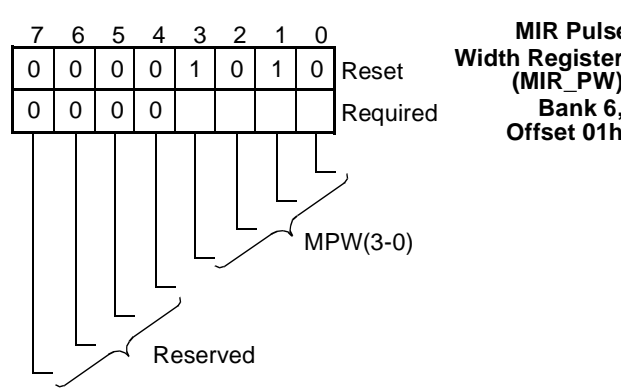 7 6 5 4 3 2 1 0
0 0 0 0 1 0 1 0 Reset
0 0 0 0 Required
MIR Pulse
Width Register
(MIR_PW)
Bank 6,
Offset 01h
MPW(3-0)
Reserved